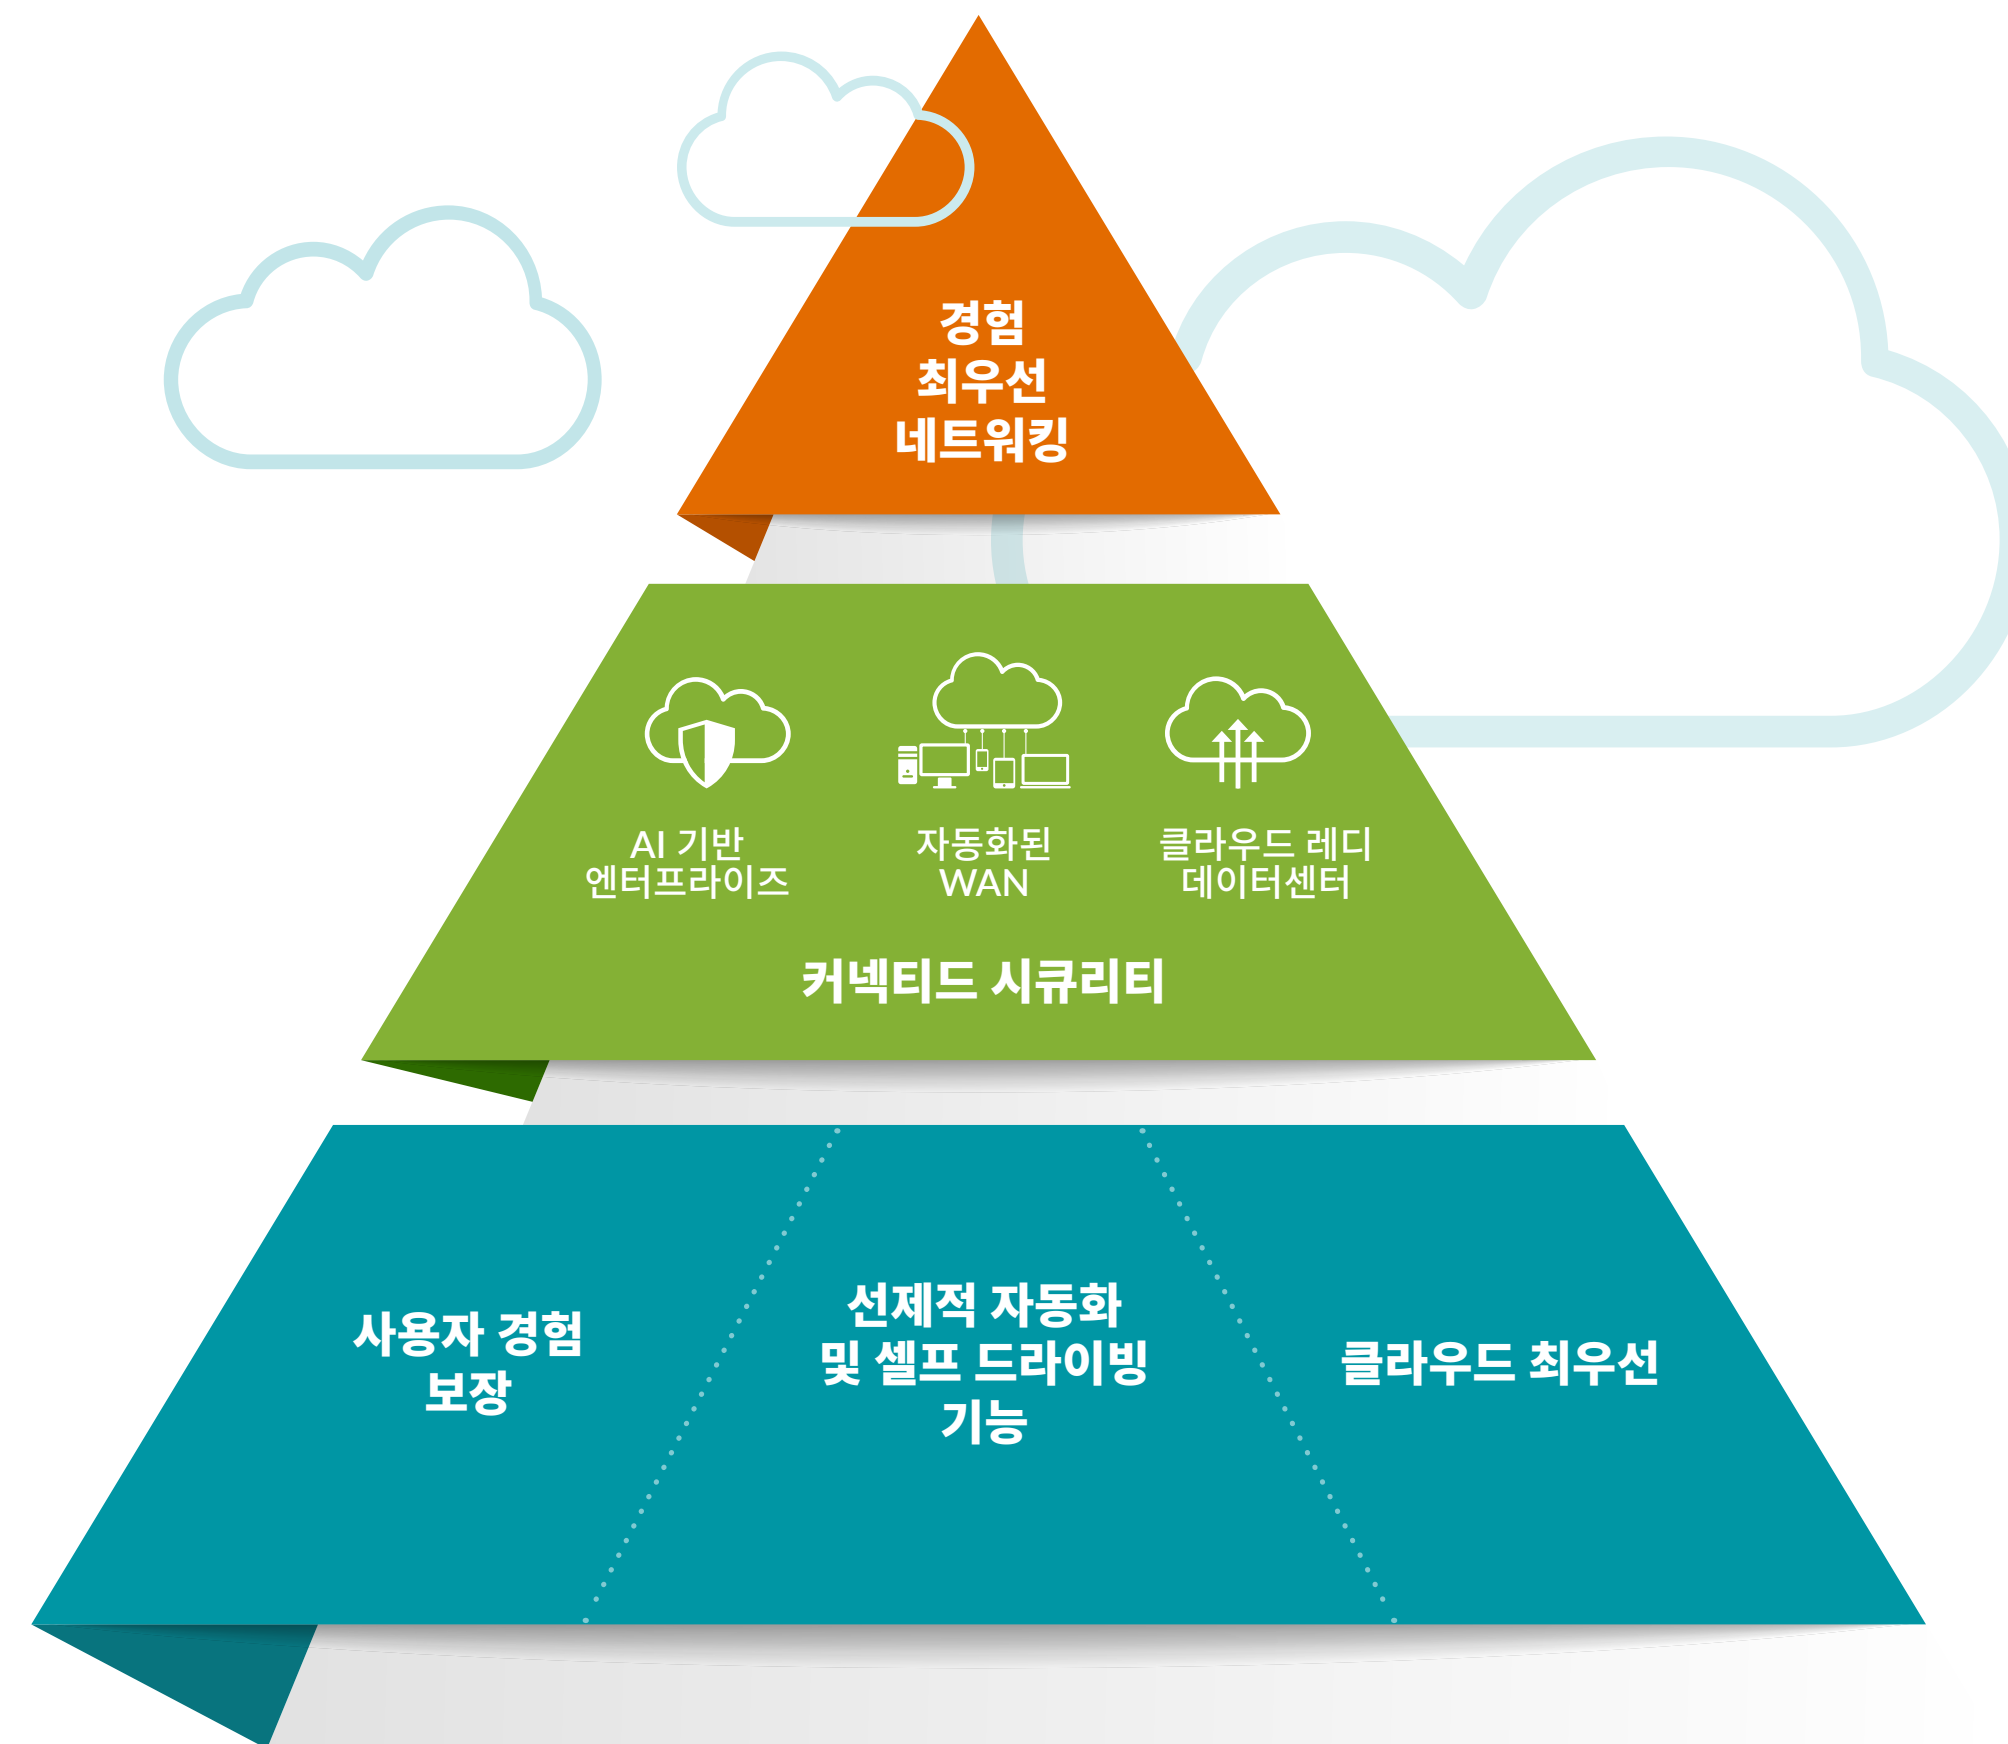 경험
최우선
네트워킹
AI 기반
엔터프라이즈
자동화된
WAN
클라우드 레디
데이터센터
커넥티드 시큐리티
사용자 경험
보장
선제적 자동화
및 셀프 드라이빙
기능
클라우드 최우선